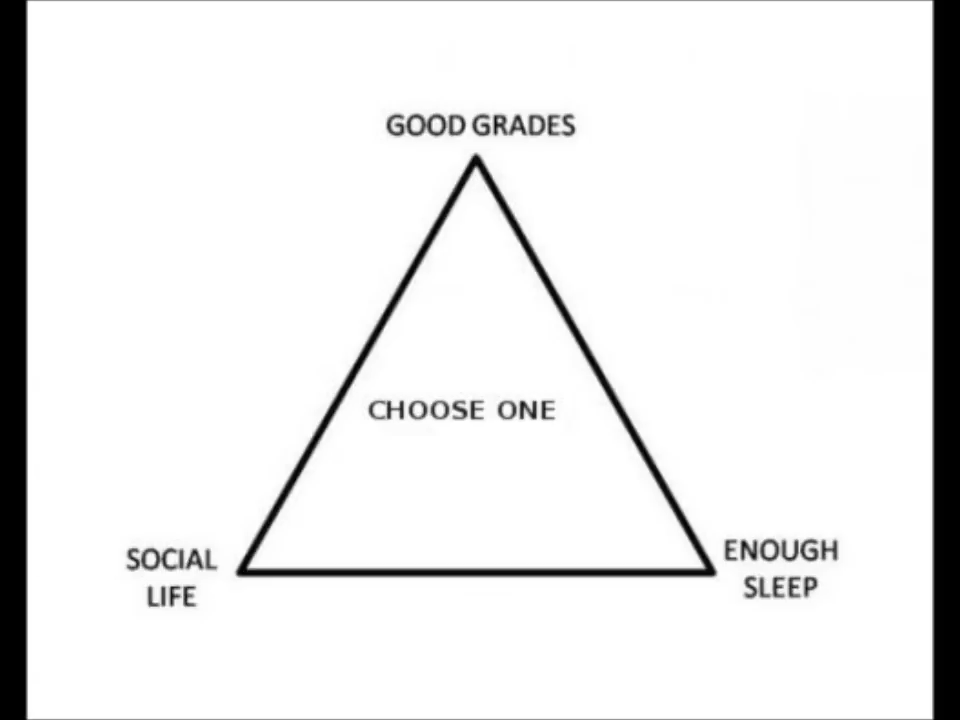 GOOD GRADES
CHOOSE ONE
SOCIAL
LIFE
ENOUGH
SLEEP